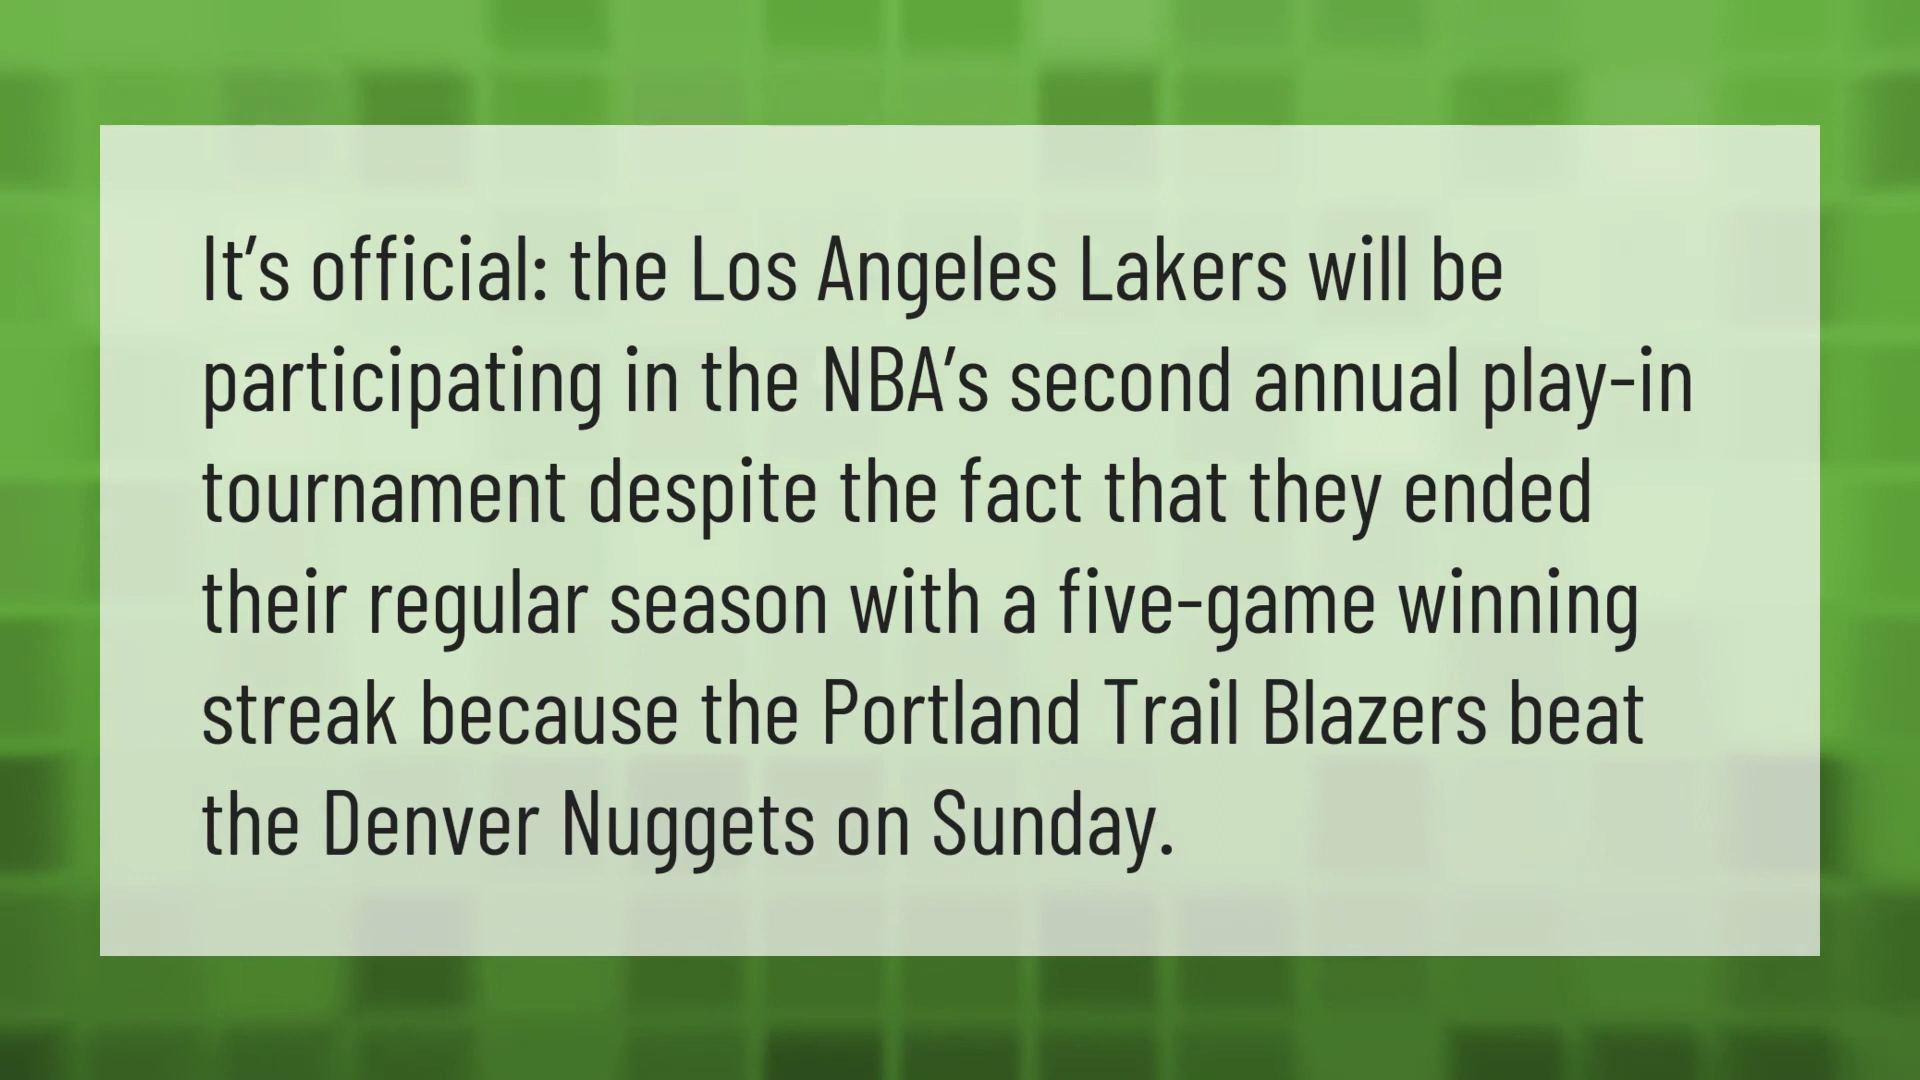 It’s official: the Los Angeles Lakers will be
participating in the NBA’s second annual play-in
tournament despite the fact that they ended
their regular season with a five-game winning
streak because the Portland Trail Blazers beat
the Denver Nuggets on Sunday.